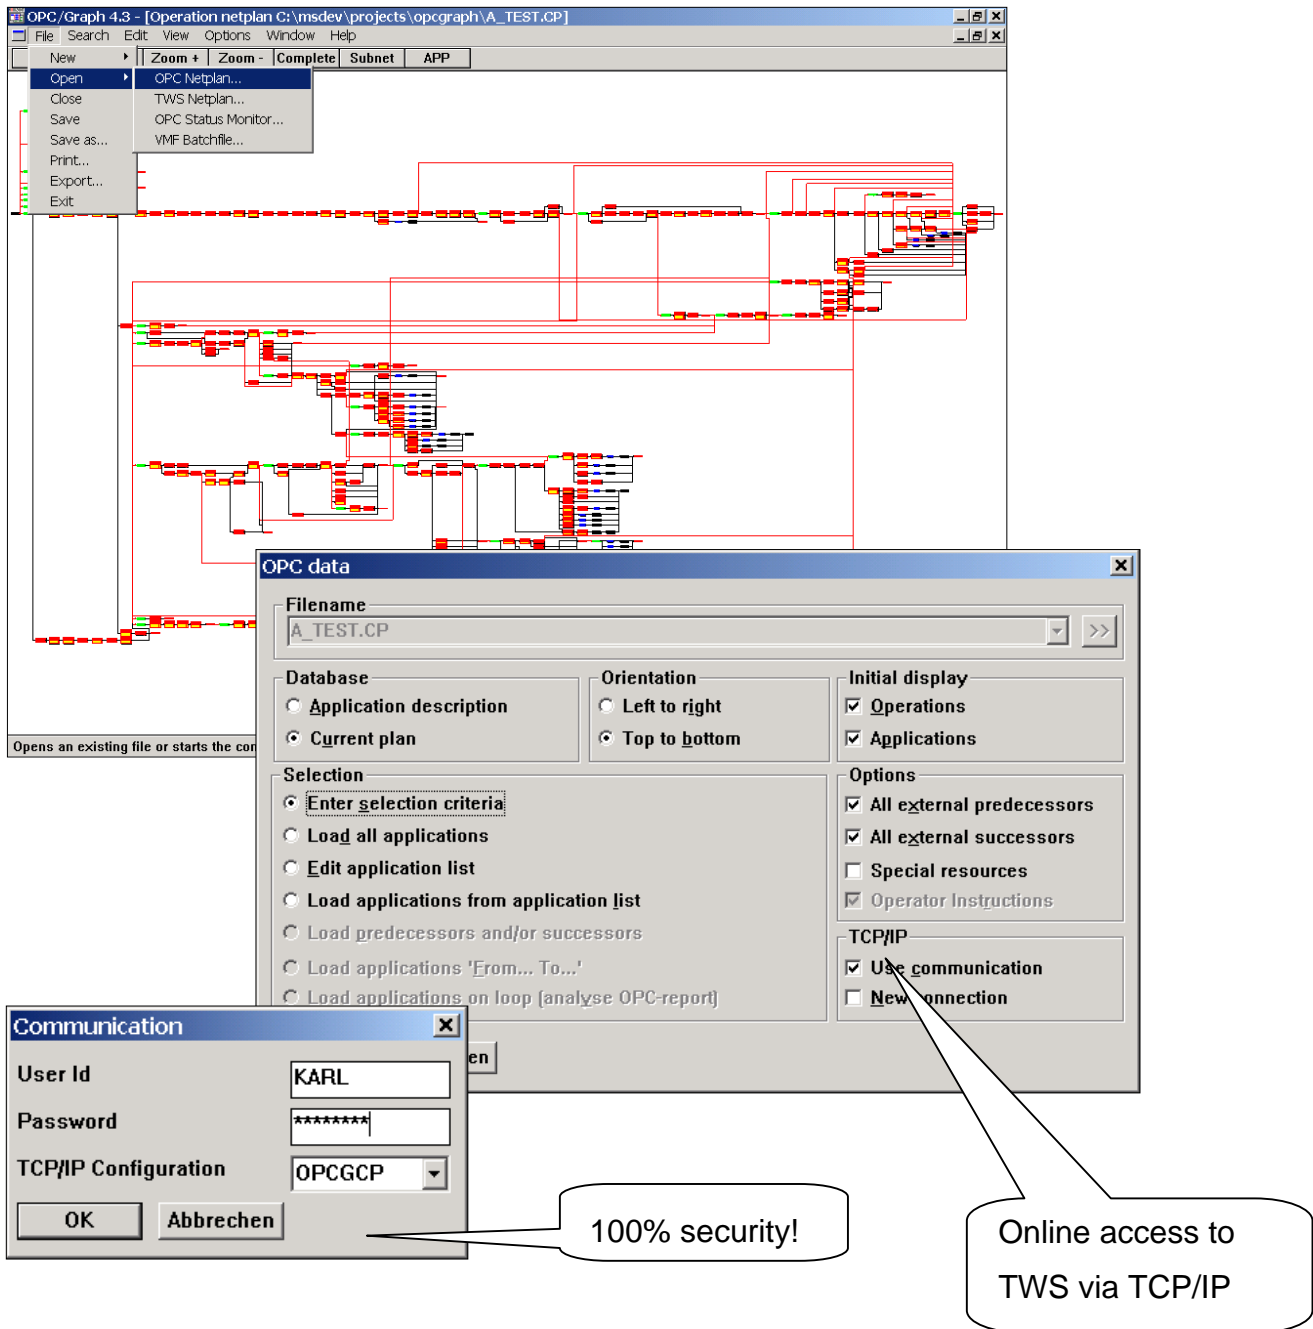 OPC/Graph 4.3 - [Operation netplan C:\msdev\projects\opcgraph\A_TEST.CP]
File Search Edit View Options Window Help
Zoom + Zoom - Complete Subnet APP
New
Open
Close
Save
Save as...
Print...
Export...
Exit
OPC Netplan...
TWS Netplan...
OPC Status Monitor...
VMF Batchfile...
Opens an existing file or starts the con
OPC data
Filename
A_TEST.CP
>>
Database
Application description
Current plan
Orientation
Left to right
Top to bottom
Initial display
Operations
Applications
Selection
Enter selection criteria
Load all applications
Edit application list
Load applications from application list
Load predecessors and/or successors
Load applications 'From... To...'
Load applications on loop (analyse OPC-report)
Options
All external predecessors
All external successors
Special resources
Operator Instructions
TCP/IP
Use communication
New connection
en
Communication
User Id
KARL
Password
********
TCP/IP Configuration
OPCGCP
OK Abbrechen
100% security!
Online access to
TWS via TCP/IP